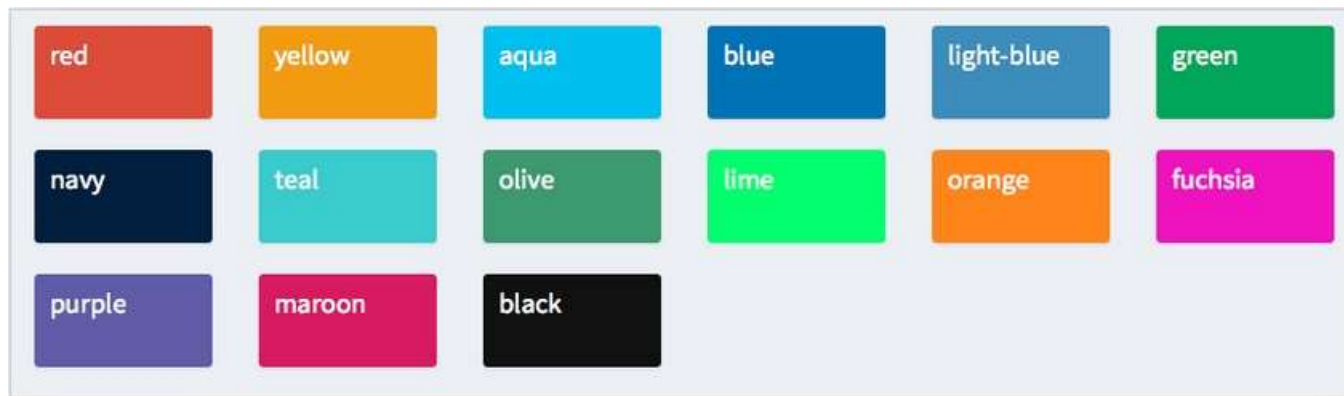 red yellow aqua blue light-blue green
navy teal olive lime orange fuchsia
purple maroon black